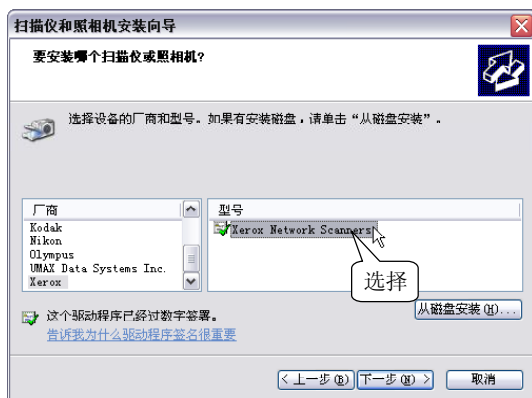 扫描仪和照相机安装向导
要安装哪个扫描仪或照相机?
选择设备的厂商和型号。如果有安装磁盘，请单击“从磁盘安装”。
厂商
Kodak
Nikon
Olympus
UMAX Data Systems Inc.
Xerox
型号
Xerox Network Scanners
选择
这个驱动程序已经过数字签署。
告诉我为什么驱动程序签名很重要
从磁盘安装(H)...
< 上一步(B)
下一步(N) >
取消